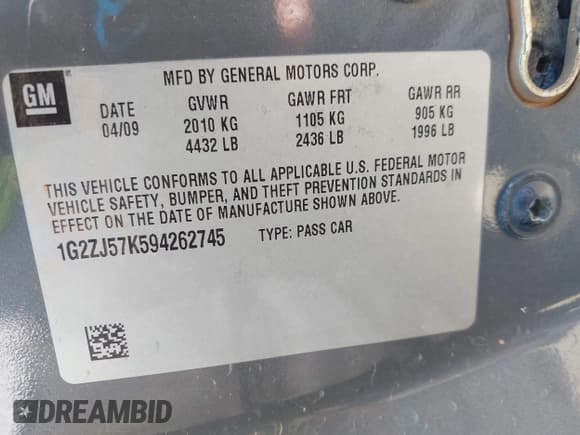 MFD BY GENERAL MOTORS CORP.
GM
DATE GVWR GAWR FRT GAWR RR
04/09 2010 KG 1105 KG 905 KG
4432 LB 2436 LB 1996 LB
THIS VEHICLE CONFORMS TO ALL APPLICABLE U.S. FEDERAL MOTOR
VEHICLE SAFETY, BUMPER, AND THEFT PREVENTION STANDARDS IN
EFFECT ON THE DATE OF MANUFACTURE SHOWN ABOVE.
1G2ZJ57K594262745 TYPE: PASS CAR
DREAMBID